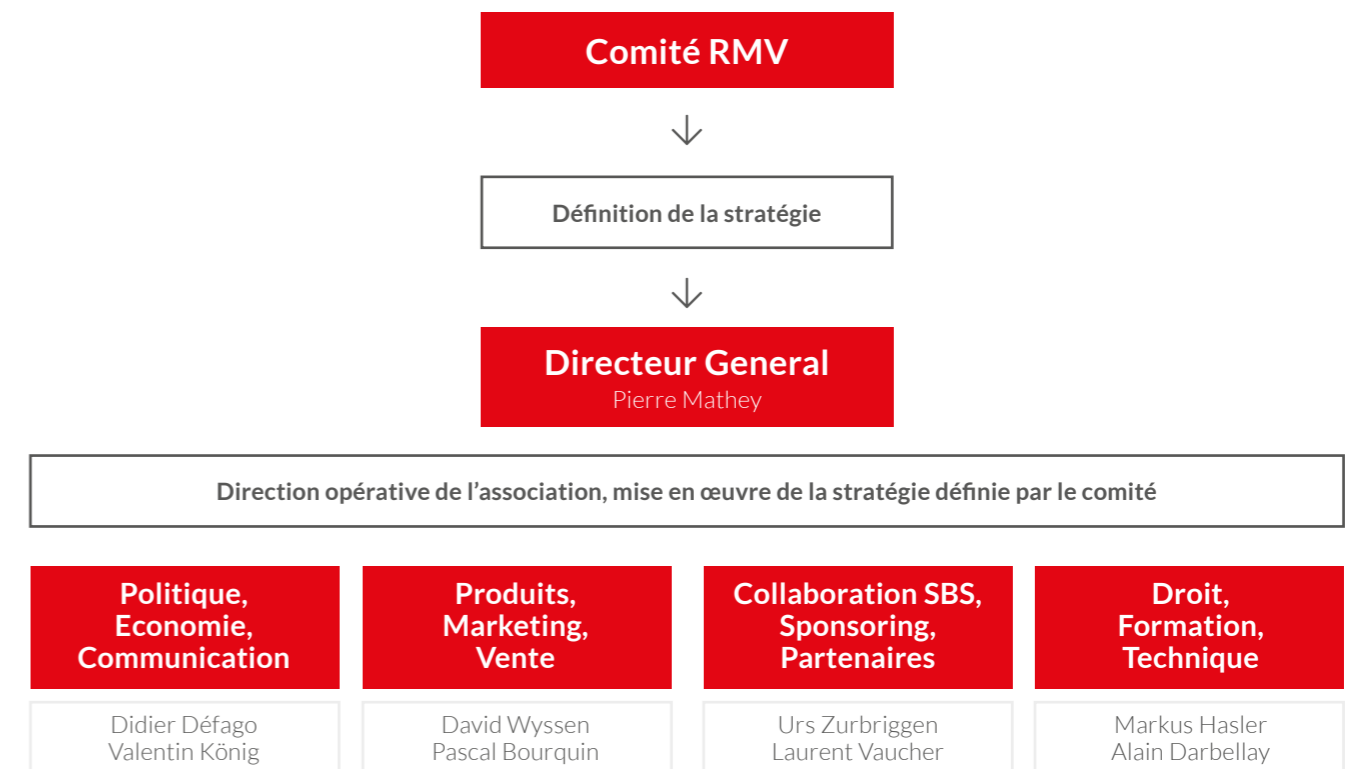 Comité RMV
Définition de la stratégie
Directeur General
Pierre Mathey
Direction opérative de l’association, mise en œuvre de la stratégie définie par le comité
Politique,
Economie,
Communication
Didier Défago
Valentin König
Produits,
Marketing,
Vente
David Wyssen
Pascal Bourquin
Collaboration SBS,
Sponsoring,
Partenaires
Urs Zurbriggen
Laurent Vaucher
Droit,
Formation,
Technique
Markus Hasler
Alain Darbellay